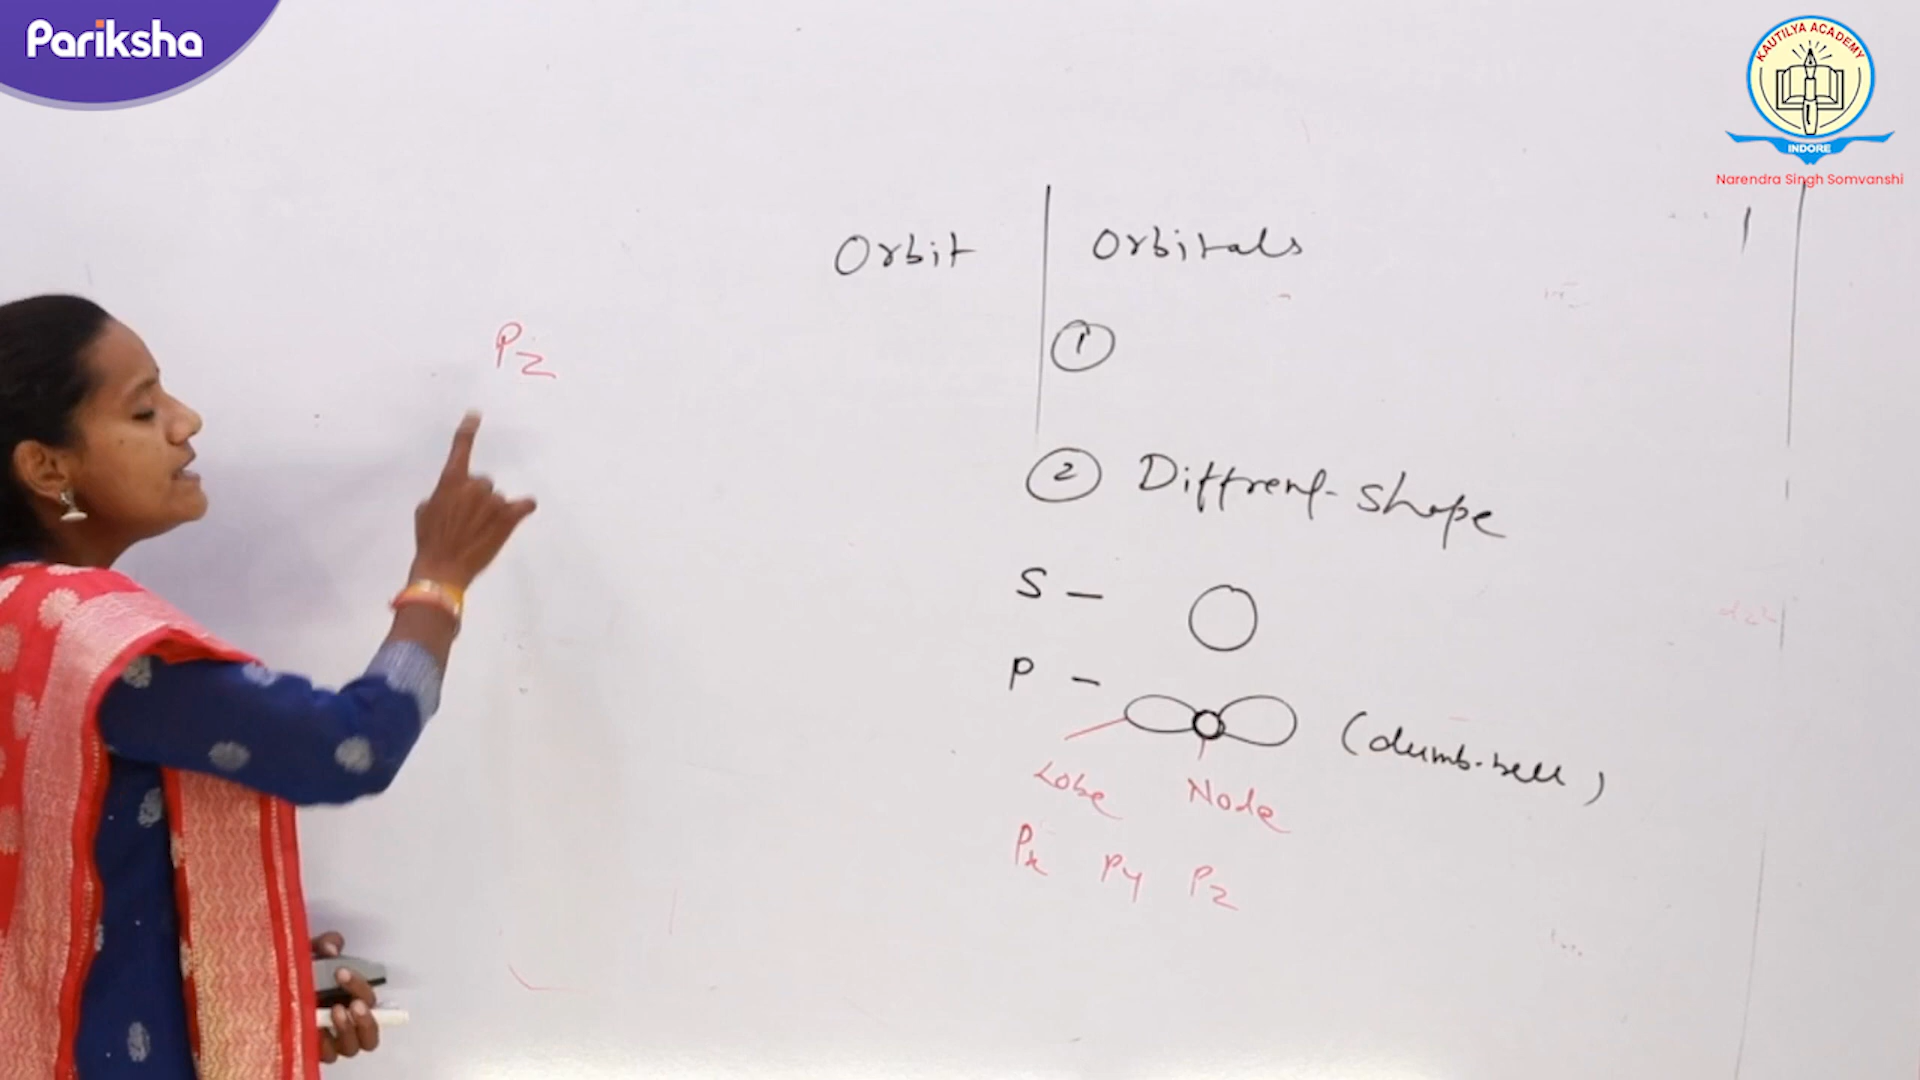 Pariksha
KAUTILYA ACADEMY
INDORE
Narendra Singh Somvanshi
Orbit Orbitals
Pz
1
2 Diffrent shape
S -
P - (dumb-bell)
Lobe Node
Px Py Pz